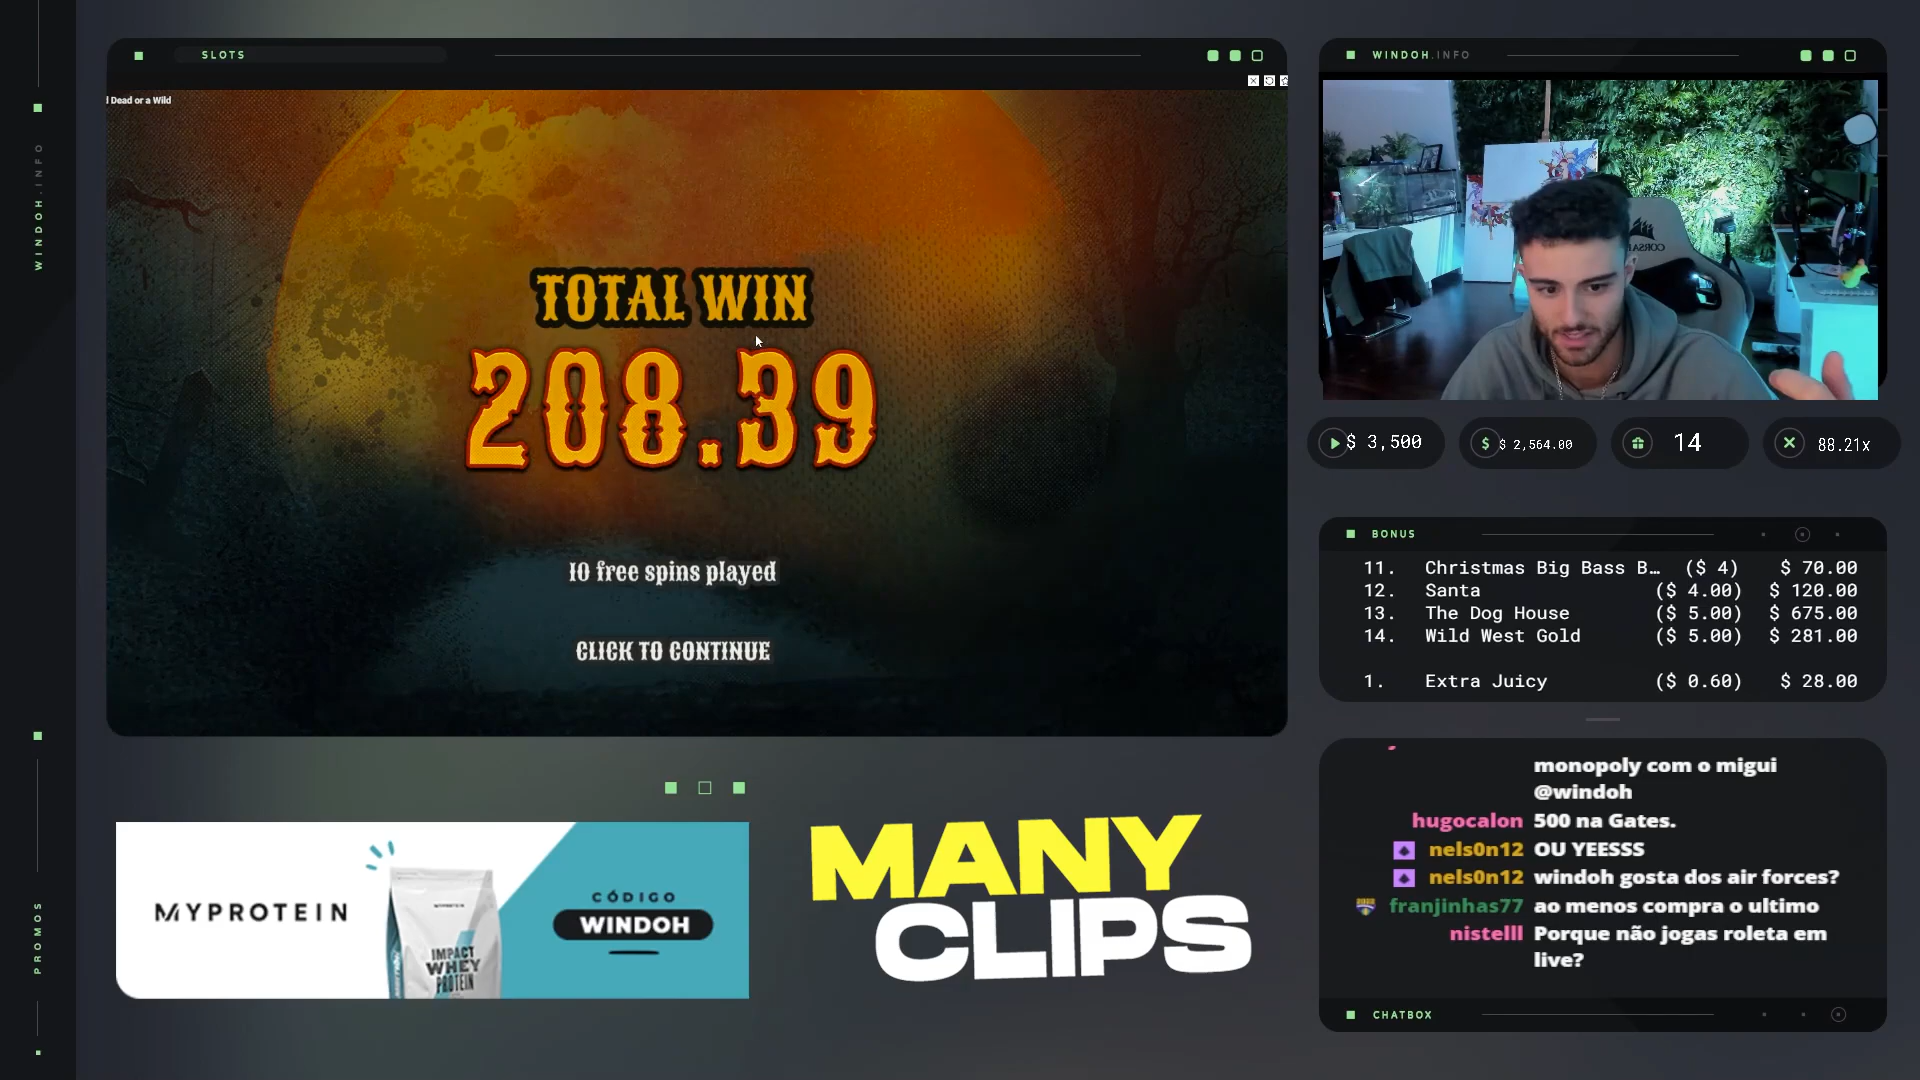 SLOTS
l Dead or a Wild
TOTAL WIN
208.39
10 free spins played
CLICK TO CONTINUE
WINDOH.INFO
PROMOS
MYPROTEIN
IMPACT
WHEY
PROTEIN
CÓDIGO
WINDOH
MANY
CLIPS
WINDOH.INFO
$ 3,500
$ $ 2,564.00
14
88.21x
BONUS
11. Christmas Big Bass B… ($ 4) $ 70.00
12. Santa ($ 4.00) $ 120.00
13. The Dog House ($ 5.00) $ 675.00
14. Wild West Gold ($ 5.00) $ 281.00
1. Extra Juicy ($ 0.60) $ 28.00
monopoly com o migui
@windoh
hugocalon 500 na Gates.
nels0n12 OU YEESSS
nels0n12 windoh gosta dos air forces?
franjinhas77 ao menos compra o ultimo
nistelll Porque não jogas roleta em
live?
CHATBOX